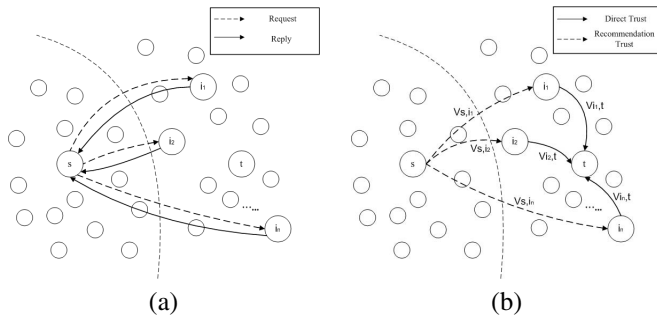 Request
Reply
i₁
i₂
s
t
......
iₙ
(a)
Direct Trust
Recommendation
Trust
i₁
Vs,i₁
Vi₁,t
i₂
Vs,i₂
Vi₂,t
s
t
Vs,iₙ
Viₙ,t
......
iₙ
(b)